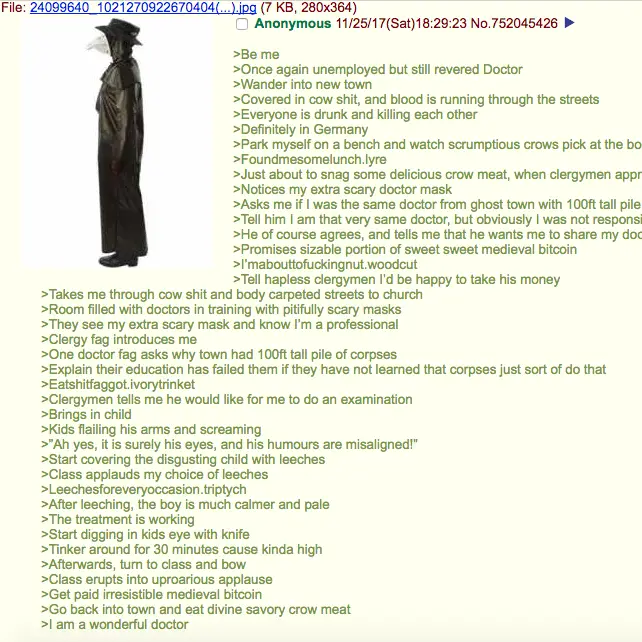 File: 24099640_1021270922670404(...).jpg (7 KB, 280x364)
Anonymous 11/25/17(Sat)18:29:23 No.752045426
>Be me
>Once again unemployed but still revered Doctor
>Wander into new town
>Covered in cow shit, and blood is running through the streets
>Everyone is drunk and killing each other
>Definitely in Germany
>Park myself on a bench and watch scrumptious crows pick at the bo
>Foundmesomelunch.lyre
>Just about to snag some delicious crow meat, when clergymen appr
>Notices my extra scary doctor mask
>Asks me if I was the same doctor from ghost town with 100ft tall pile
>Tell him I am that very same doctor, but obviously I was not responsi
>He of course agrees, and tells me that he wants me to share my doc
>Promises sizable portion of sweet sweet medieval bitcoin
>I'mabouttofuckingnut.woodcut
>Tell hapless clergymen I'd be happy to take his money
>Takes me through cow shit and body carpeted streets to church
>Room filled with doctors in training with pitifully scary masks
>They see my extra scary mask and know I'm a professional
>Clergy fag introduces me
>One doctor fag asks why town had 100ft tall pile of corpses
>Explain their education has failed them if they have not learned that corpses just sort of do that
>Eatshitfaggot.ivorytrinket
>Clergymen tells me he would like for me to do an examination
>Brings in child
>Kids flailing his arms and screaming
>"Ah yes, it is surely his eyes, and his humours are misaligned!"
>Start covering the disgusting child with leeches
>Class applauds my choice of leeches
>Leechesforeveryoccasion.triptych
>After leeching, the boy is much calmer and pale
>The treatment is working
>Start digging in kids eye with knife
>Tinker around for 30 minutes cause kinda high
>Afterwards, turn to class and bow
>Class erupts into uproarious applause
>Get paid irresistible medieval bitcoin
>Go back into town and eat divine savory crow meat
>I am a wonderful doctor